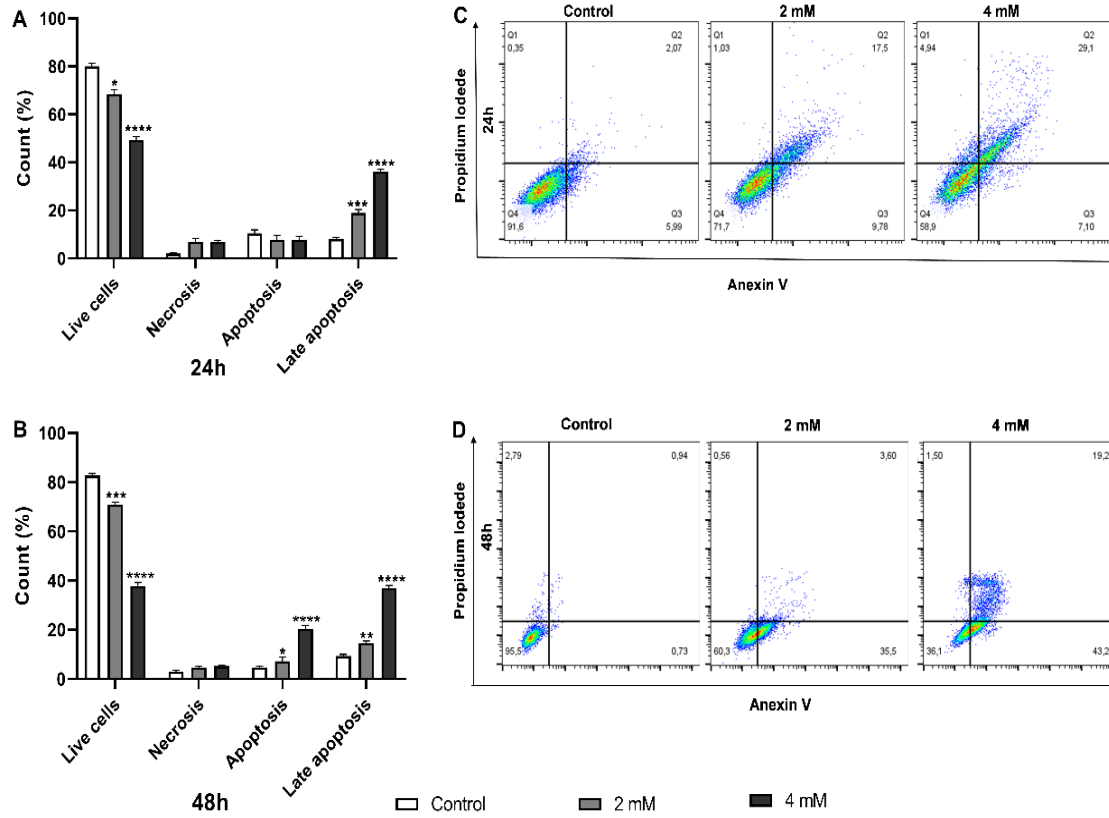 A
Count (%)
100
80
60
40
20
0
*
****
***
****
Live cells
Necrosis
Apoptosis
Late apoptosis
24h
C
Control
2 mM
4 mM
Propidium Iodede
24h
Q1
0,35
Q2
2,07
Q4
91,6
Q3
5,99
Q1
1,03
Q2
17,5
Q4
71,7
Q3
9,78
Q1
4,94
Q2
29,1
Q4
58,9
Q3
7,10
Anexin V
B
Count (%)
100
80
60
40
20
0
***
****
*
****
**
****
Live cells
Necrosis
Apoptosis
Late apoptosis
48h
D
Control
2 mM
4 mM
Propidium Iodede
48h
2,79
0,94
95,5
0,73
0,56
3,60
60,3
35,5
1,50
19,2
36,1
43,2
Anexin V
Control
2 mM
4 mM